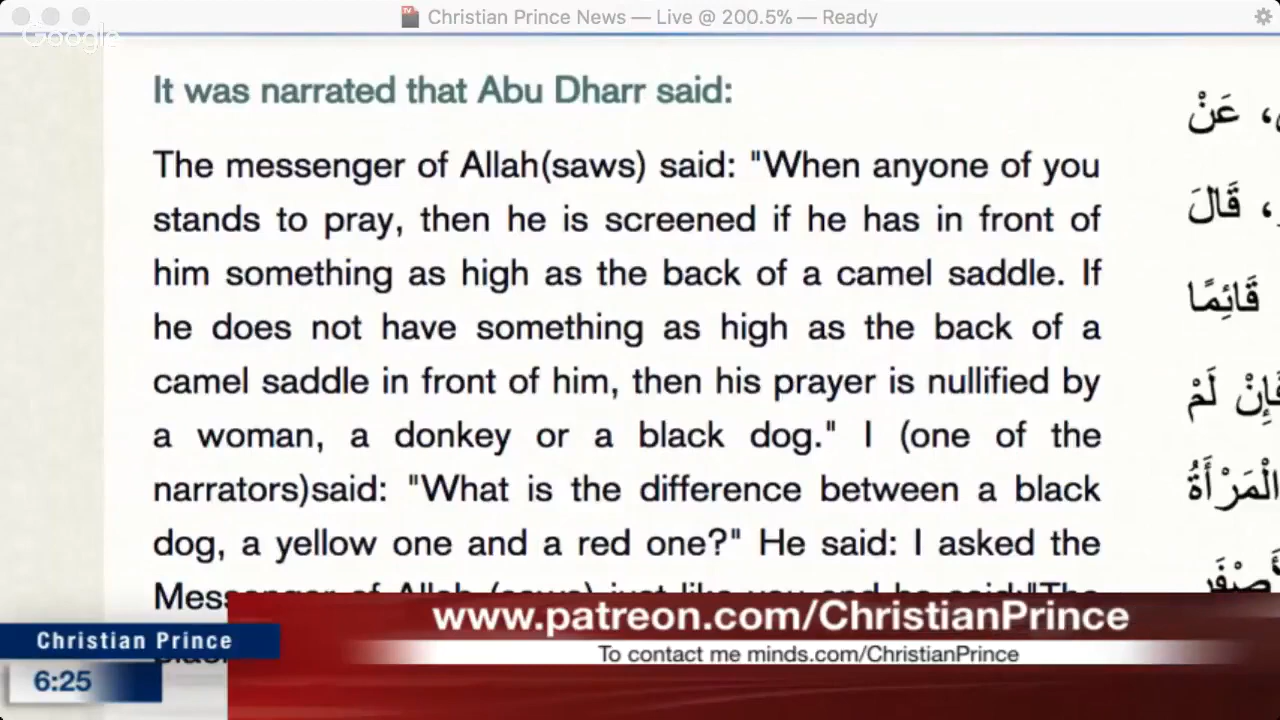 Christian Prince News — Live @ 200.5% — Ready
Google
It was narrated that Abu Dharr said:
The messenger of Allah(saws) said: "When anyone of you
stands to pray, then he is screened if he has in front of
him something as high as the back of a camel saddle. If
he does not have something as high as the back of a
camel saddle in front of him, then his prayer is nullified by
a woman, a donkey or a black dog." I (one of the
narrators)said: "What is the difference between a black
dog, a yellow one and a red one?" He said: I asked the
عَنْ
قَالَ
قَائِمًا
فَإِنْ لَمْ
الْمَرْأَةُ
www.patreon.com/ChristianPrince
To contact me minds.com/ChristianPrince
Christian Prince
6:25